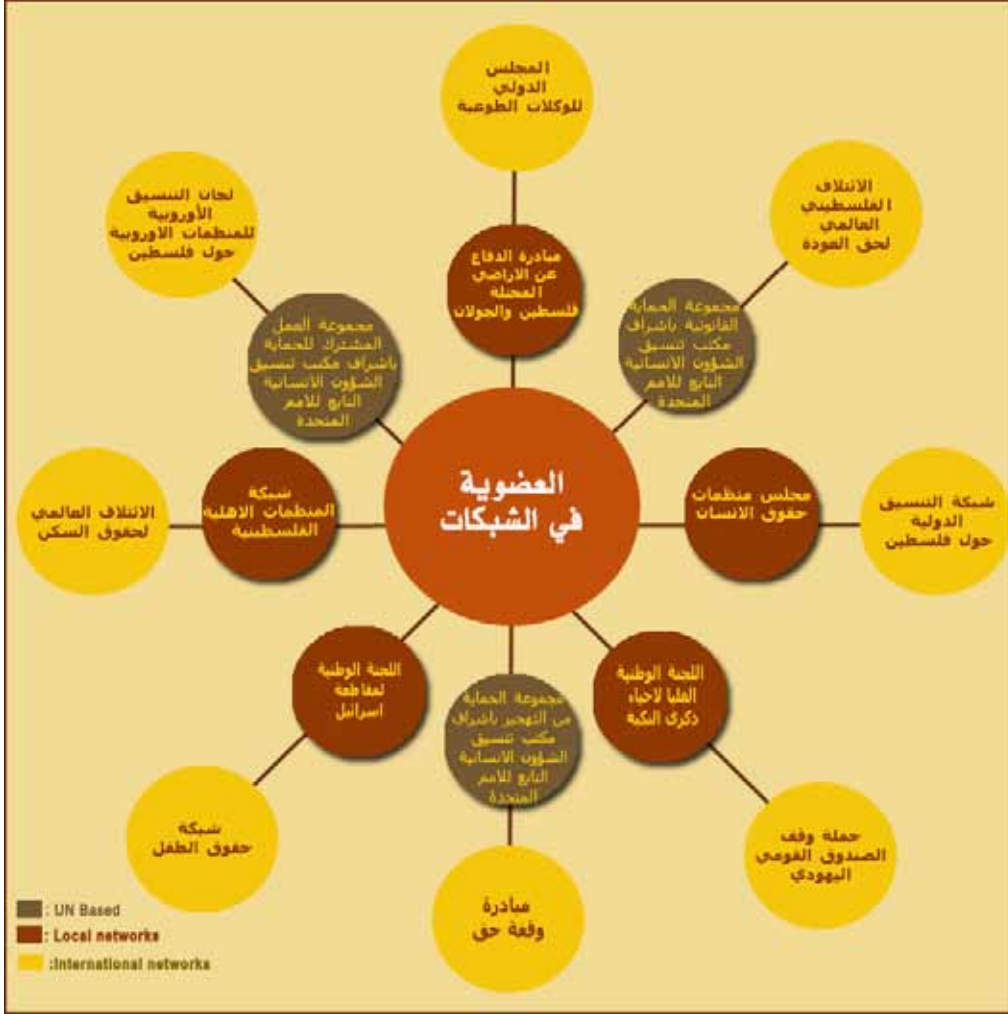 المجلس
الدولي
للوكلات الطوعية
الائتلاف
الفلسطيني
العالمي
لحق العودة
لجان التنسيق
الأوروبية
للمنظمات الاوروبية
حول فلسطين
مبادرة الدفاع
عن الاراضي
المحتلة
فلسطين والجولان
مجموعة الحماية
القانونية باشراف
مكتب تنسيق
الشؤون الانسانية
التابع للامم
المتحدة
مجموعة العمل
المشترك للحماية
باشراف مكتب تنسيق
الشؤون الانسانية
التابع للامم
المتحدة
العضوية
في الشبكات
شبكة التنسيق
الدولية
حول فلسطين
مجلس منظمات
حقوق الانسان
شبكة
المنظمات الاهلية
الفلسطينية
الائتلاف العالمي
لحقوق السكن
اللجنة الوطنية
العليا لاحياء
ذكرى النكبة
مجموعة الحماية
من التهجير باشراف
مكتب تنسيق
الشؤون الانسانية
التابع للامم
المتحدة
اللجنة الوطنية
لمقاطعة
اسرائيل
حملة وقف
الصندوق القومي
اليهودي
مبادرة
وقفة حق
شبكة
حقوق الطفل
: UN Based
: Local networks
:International networks